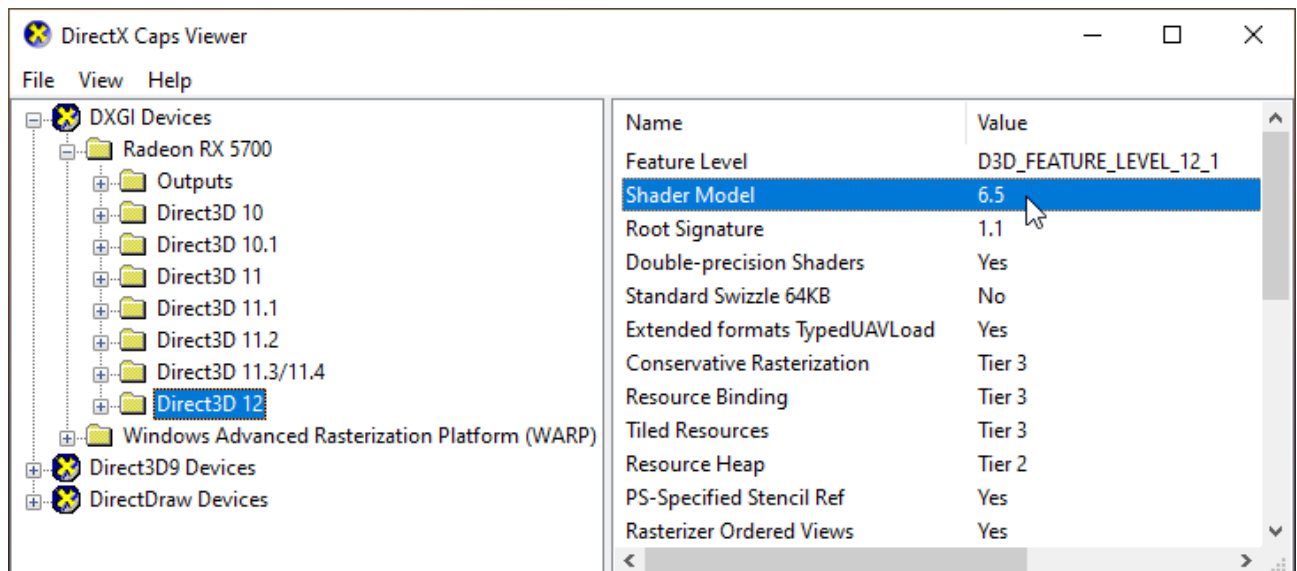 DirectX Caps Viewer
File View Help
DXGI Devices
Radeon RX 5700
Outputs
Direct3D 10
Direct3D 10.1
Direct3D 11
Direct3D 11.1
Direct3D 11.2
Direct3D 11.3/11.4
Direct3D 12
Windows Advanced Rasterization Platform (WARP)
Direct3D9 Devices
DirectDraw Devices
Name Value
Feature Level D3D_FEATURE_LEVEL_12_1
Shader Model 6.5
Root Signature 1.1
Double-precision Shaders Yes
Standard Swizzle 64KB No
Extended formats TypedUAVLoad Yes
Conservative Rasterization Tier 3
Resource Binding Tier 3
Tiled Resources Tier 3
Resource Heap Tier 2
PS-Specified Stencil Ref Yes
Rasterizer Ordered Views Yes